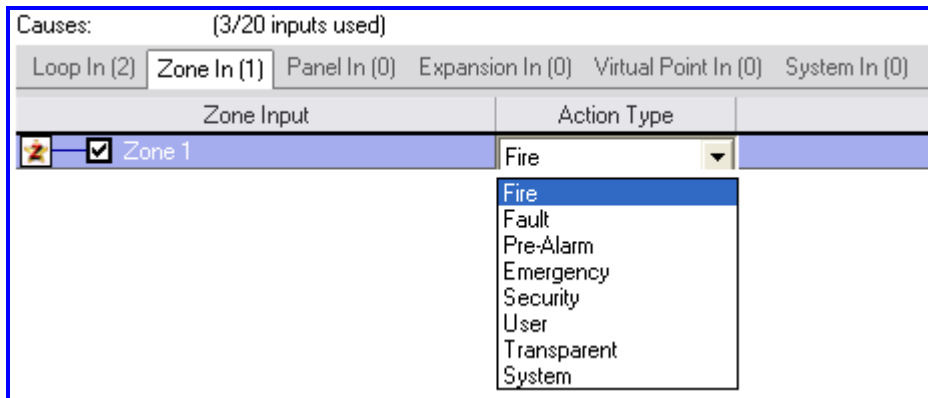 Causes: (3/20 inputs used)
Loop In (2) Zone In (1) Panel In (0) Expansion In (0) Virtual Point In (0) System In (0)
Zone Input Action Type
Z Zone 1 Fire
Fire
Fault
Pre-Alarm
Emergency
Security
User
Transparent
System